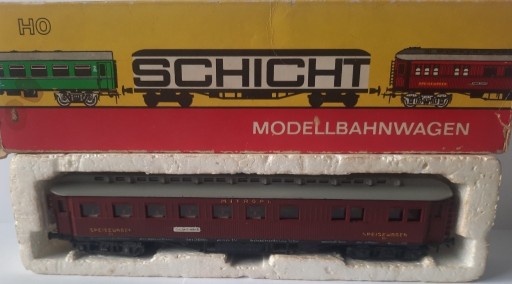 HO
SCHICHT
MODELLBAHNWAGEN
MITROPA
SPEISEWAGEN
SPEISEWAGEN